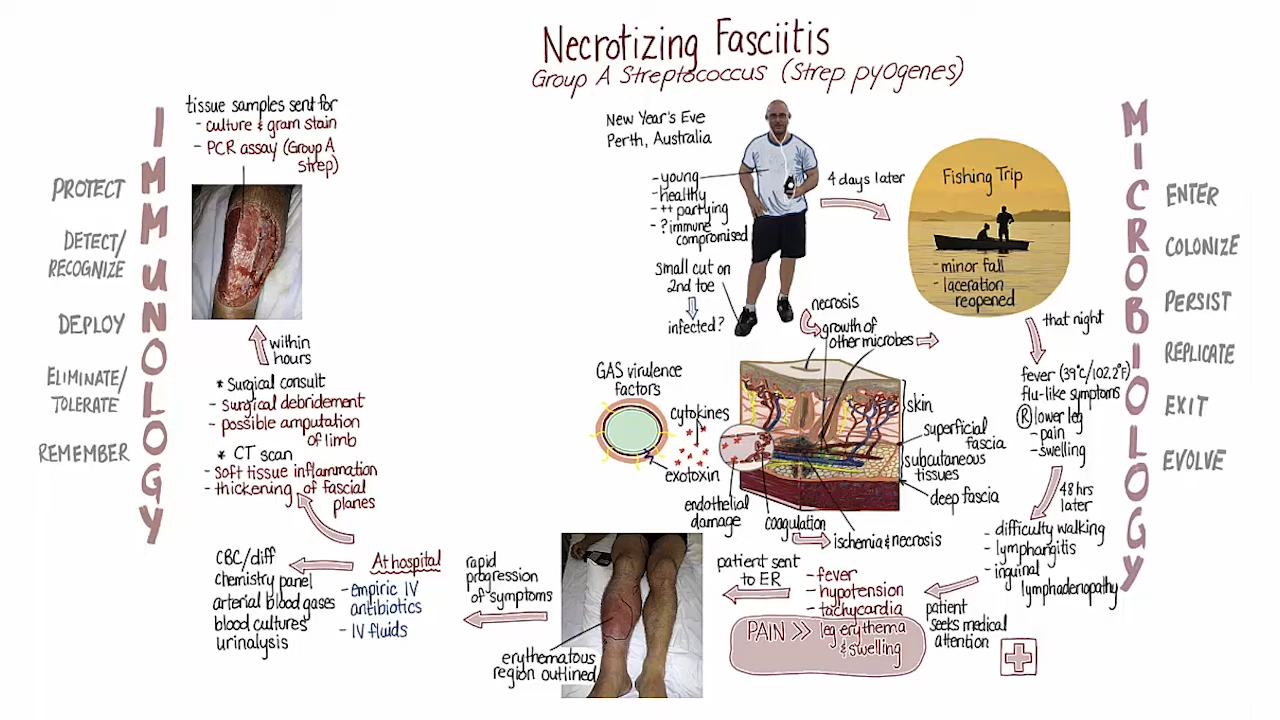 Necrotizing Fasciitis
Group A Streptococcus (Strep pyogenes)
IMMUNOLOGY
PROTECT
DETECT/
RECOGNIZE
DEPLOY
ELIMINATE/
TOLERATE
REMEMBER
MICROBIOLOGY
ENTER
COLONIZE
PERSIST
REPLICATE
EXIT
EVOLVE
New Year's Eve
Perth, Australia
- young
- healthy
- ++ partying
- ? immune
compromised
small cut on
2nd toe
infected?
4 days later
Fishing Trip
- minor fall
- laceration
reopened
that night
fever (39°C/102.2°F)
flu-like symptoms
R lower leg
- pain
- swelling
48 hrs
later
- difficulty walking
- lymphangitis
- inguinal
lymphadenopathy
patient
seeks medical
attention
- fever
- hypotension
- tachycardia
PAIN >> leg erythema
& swelling
patient sent
to ER
GAS virulence
factors
cytokines
exotoxin
endothelial
damage
coagulation
ischemia & necrosis
necrosis
growth of
other microbes
skin
superficial
fascia
subcutaneous
tissues
deep fascia
erythematous
region outlined
rapid
progression
of symptoms
At hospital
- empiric IV
antibiotics
- IV fluids
CBC/diff
chemistry panel
arterial blood gases
blood cultures
urinalysis
* Surgical consult
- surgical debridement
- possible amputation
of limb
* CT scan
- soft tissue inflammation
- thickening of fascial
planes
within
hours
tissue samples sent for
- culture & gram stain
- PCR assay (Group A
Strep)